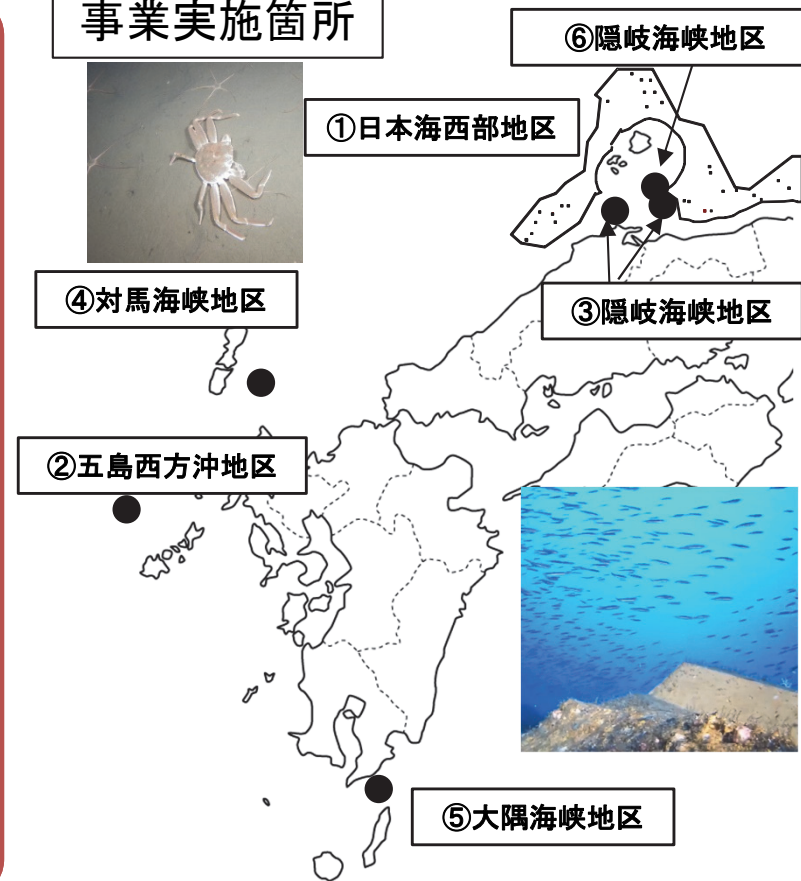 事業実施箇所
⑥隠岐海峡地区
①日本海西部地区
④対馬海峡地区
③隠岐海峡地区
②五島西方沖地区
⑤大隅海峡地区